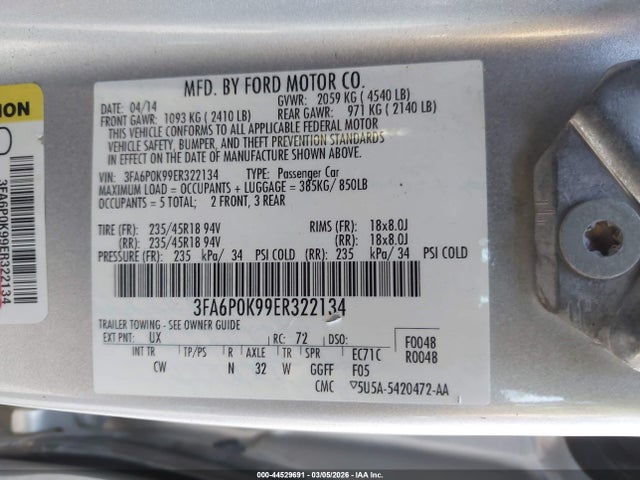 MFD. BY FORD MOTOR CO.
DATE: 04/14 GVWR: 2059 KG ( 4540 LB)
FRONT GAWR: 1093 KG ( 2410 LB) REAR GAWR: 971 KG ( 2140 LB)
THIS VEHICLE CONFORMS TO ALL APPLICABLE FEDERAL MOTOR
VEHICLE SAFETY, BUMPER, AND THEFT PREVENTION STANDARDS
IN EFFECT ON THE DATE OF MANUFACTURE SHOWN ABOVE.
VIN: 3FA6P0K99ER322134 TYPE: Passenger Car
MAXIMUM LOAD = OCCUPANTS + LUGGAGE = 385KG/ 850LB
OCCUPANTS = 5 TOTAL; 2 FRONT, 3 REAR
TIRE (FR): 235/45R18 94V RIMS (FR): 18x8.0J
(RR): 235/45R18 94V (RR): 18x8.0J
PRESSURE (FR): 235 kPa/ 34 PSI COLD (RR): 235 kPa/ 34 PSI COLD
3FA6P0K99ER322134
TRAILER TOWING - SEE OWNER GUIDE
EXT PNT: UX RC: 72 DSO: F0048
R0048
INT TR TP/PS R AXLE TR SPR EC71C
CW N 32 W GGFF F05
CMC ▽5U5A-5420472-AA
ION
3FA6P0K99ER322134
000-44529691 - 03/05/2026 - IAAI.com